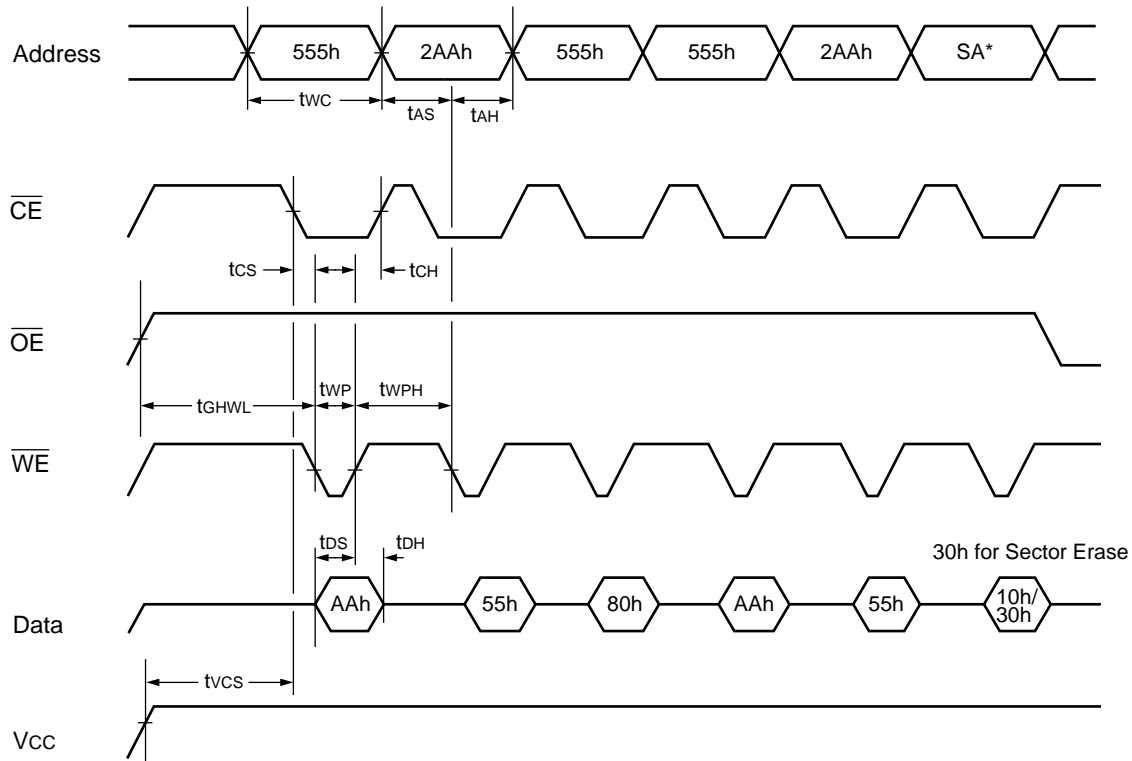 Address
555h
2AAh
555h
555h
2AAh
SA*
tWC
tAS
tAH
CE
tCS
tCH
OE
tGHWL
tWP
tWPH
WE
tDS
tDH
30h for Sector Erase
Data
AAh
55h
80h
AAh
55h
10h/
30h
tVCS
VCC